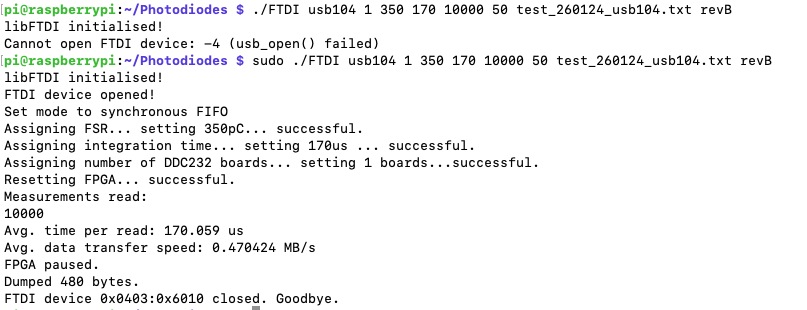 [pi@raspberrypi:~/Photodiodes $ ./FTDI usb104 1 350 170 10000 50 test_260124_usb104.txt revB
libFTDI initialised!
Cannot open FTDI device: -4 (usb_open() failed)
[pi@raspberrypi:~/Photodiodes $ sudo ./FTDI usb104 1 350 170 10000 50 test_260124_usb104.txt revB
libFTDI initialised!
FTDI device opened!
Set mode to synchronous FIFO
Assigning FSR... setting 350pC... successful.
Assigning integration time... setting 170us ... successful.
Assigning number of DDC232 boards... setting 1 boards...successful.
Resetting FPGA... successful.
Measurements read:
10000
Avg. time per read: 170.059 us
Avg. data transfer speed: 0.470424 MB/s
FPGA paused.
Dumped 480 bytes.
FTDI device 0x0403:0x6010 closed. Goodbye.